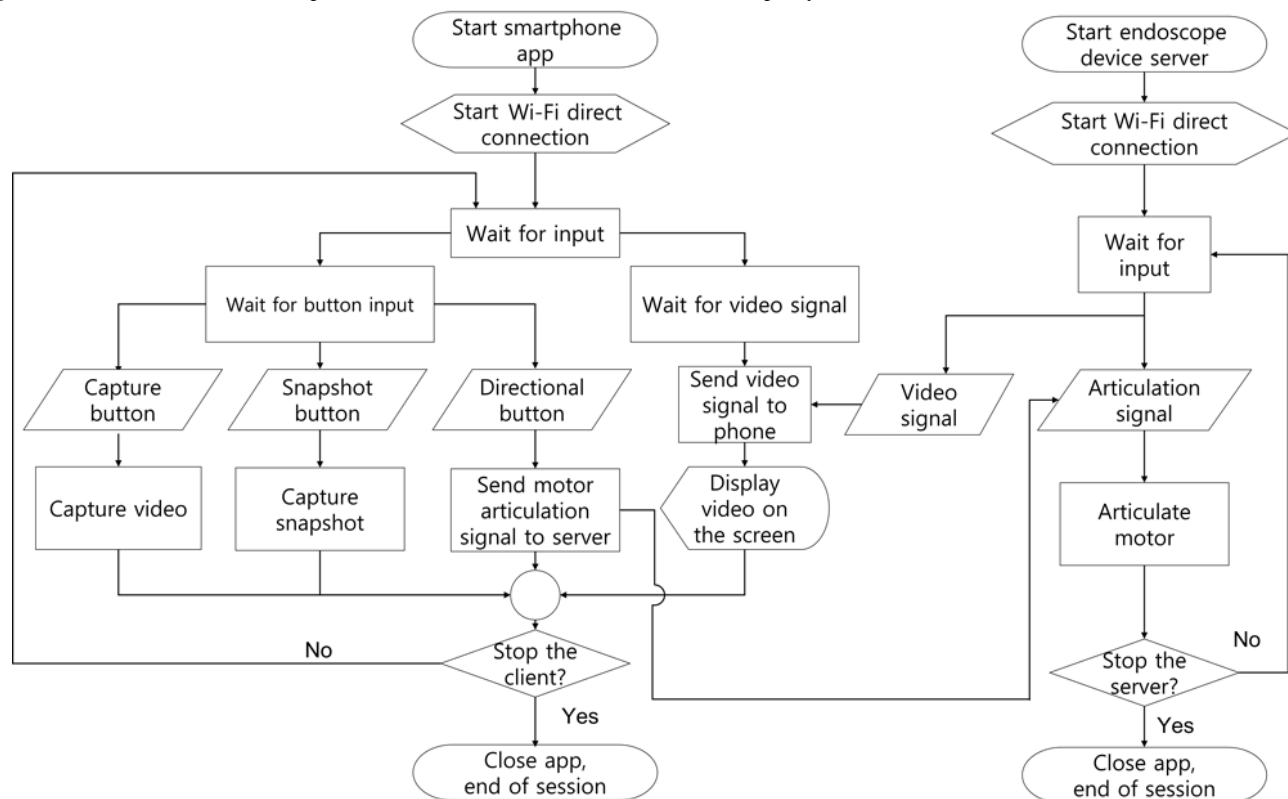 Start smartphone
app
Start endoscope
device server
Start Wi-Fi direct
connection
Start Wi-Fi direct
connection
Wait for input
Wait for
input
Wait for button input
Wait for video signal
Capture
button
Snapshot
button
Directional
button
Send video
signal to
phone
Video
signal
Articulation
signal
Capture video
Capture
snapshot
Send motor
articulation
signal to server
Display
video on
the screen
Articulate
motor
No
Stop the
client?
Yes
No
Stop the
server?
Yes
Close app,
end of session
Close app,
end of session